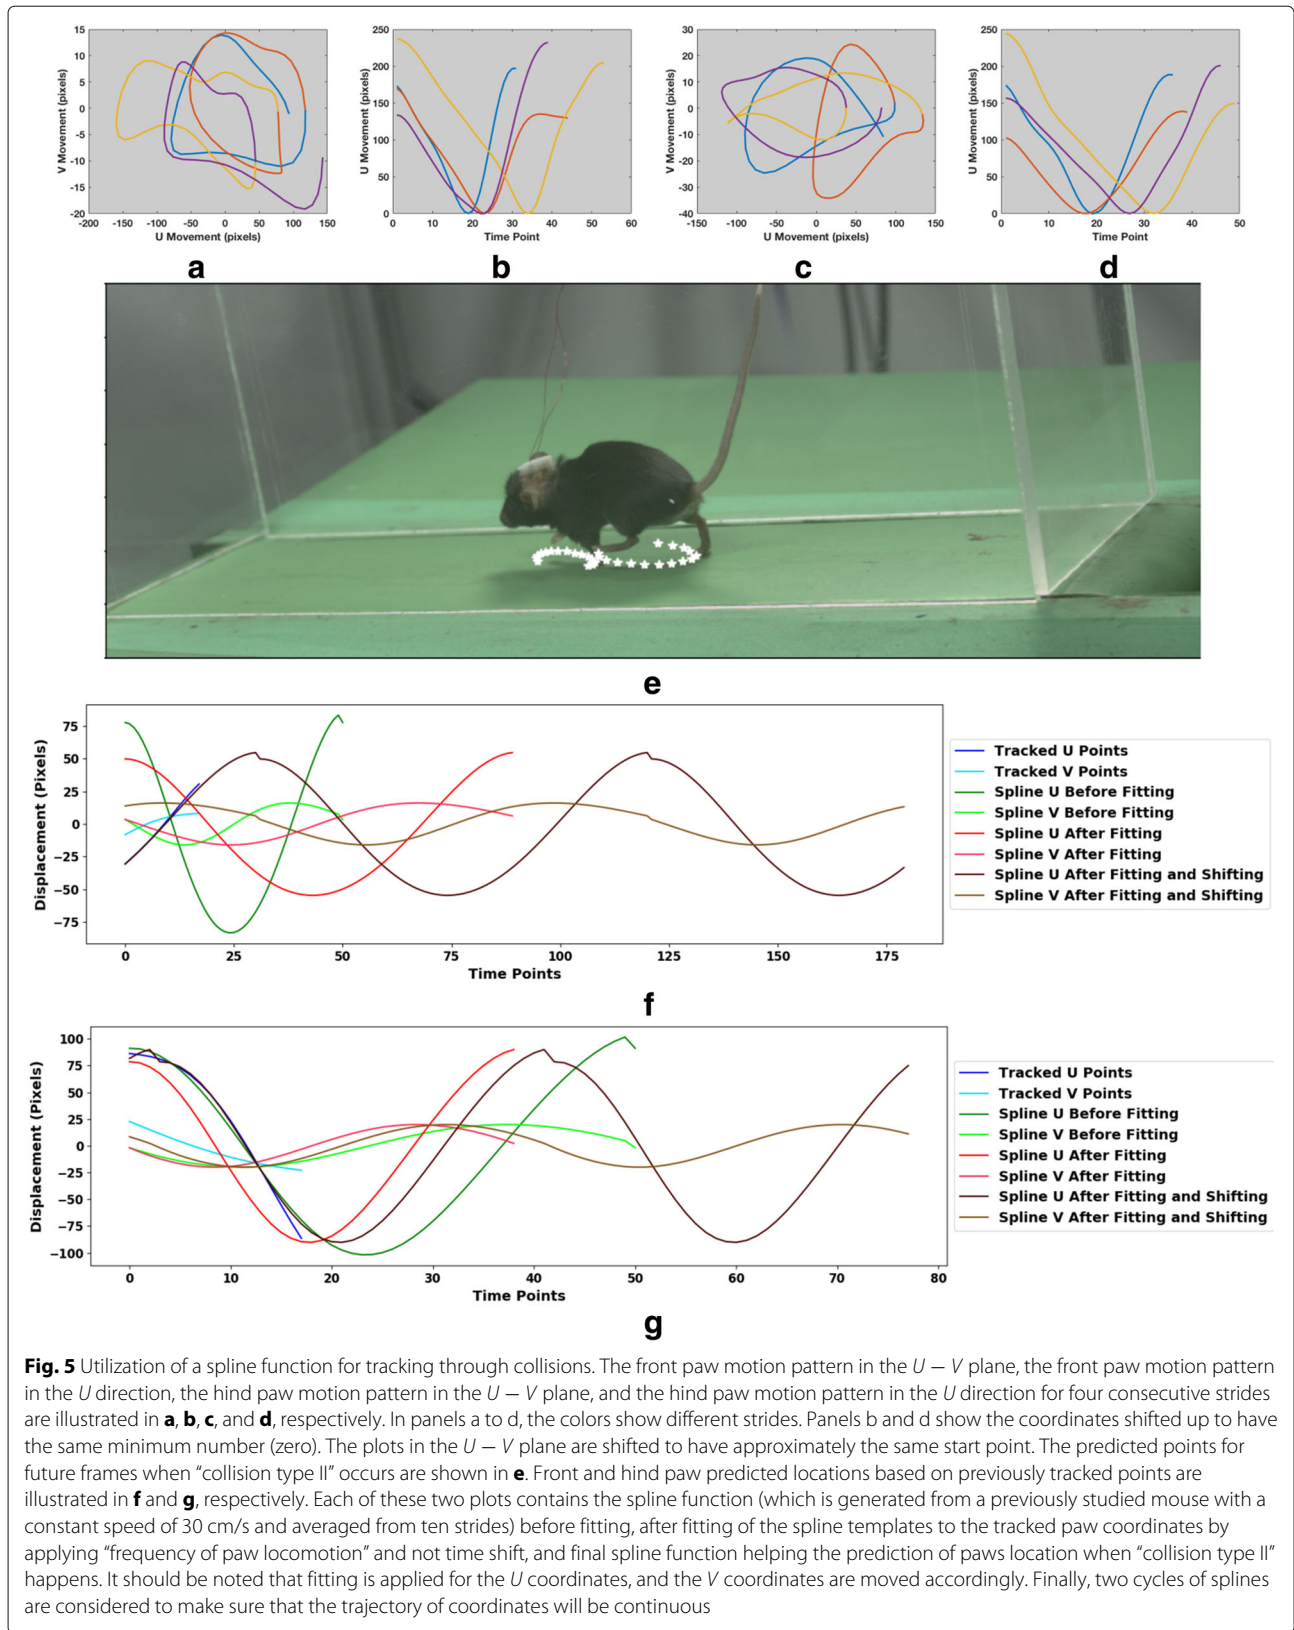 15
10
5
0
-5
-10
-15
-20
-200 -150 -100 -50 0 50 100 150
V Movement (pixels)
U Movement (pixels)
250
200
150
100
50
0
0 10 20 30 40 50 60
U Movement (pixels)
Time Point
30
20
10
0
-10
-20
-30
-40
-150 -100 -50 0 50 100 150
V Movement (pixels)
U Movement (pixels)
250
200
150
100
50
0
0 10 20 30 40 50
U Movement (pixels)
Time Point
a b c d
e
75
50
25
0
−25
−50
−75
0 25 50 75 100 125 150 175
Displacement (Pixels)
Time Points
Tracked U Points
Tracked V Points
Spline U Before Fitting
Spline V Before Fitting
Spline U After Fitting
Spline V After Fitting
Spline U After Fitting and Shifting
Spline V After Fitting and Shifting
f
100
75
50
25
0
−25
−50
−75
−100
0 10 20 30 40 50 60 70 80
Displacement (Pixels)
Time Points
Tracked U Points
Tracked V Points
Spline U Before Fitting
Spline V Before Fitting
Spline U After Fitting
Spline V After Fitting
Spline U After Fitting and Shifting
Spline V After Fitting and Shifting
g
Fig. 5 Utilization of a spline function for tracking through collisions. The front paw motion pattern in the U − V plane, the front paw motion pattern
in the U direction, the hind paw motion pattern in the U − V plane, and the hind paw motion pattern in the U direction for four consecutive strides
are illustrated in a, b, c, and d, respectively. In panels a to d, the colors show different strides. Panels b and d show the coordinates shifted up to have
the same minimum number (zero). The plots in the U − V plane are shifted to have approximately the same start point. The predicted points for
future frames when “collision type II” occurs are shown in e. Front and hind paw predicted locations based on previously tracked points are
illustrated in f and g, respectively. Each of these two plots contains the spline function (which is generated from a previously studied mouse with a
constant speed of 30 cm/s and averaged from ten strides) before fitting, after fitting of the spline templates to the tracked paw coordinates by
applying “frequency of paw locomotion” and not time shift, and final spline function helping the prediction of paws location when “collision type II”
happens. It should be noted that fitting is applied for the U coordinates, and the V coordinates are moved accordingly. Finally, two cycles of splines
are considered to make sure that the trajectory of coordinates will be continuous